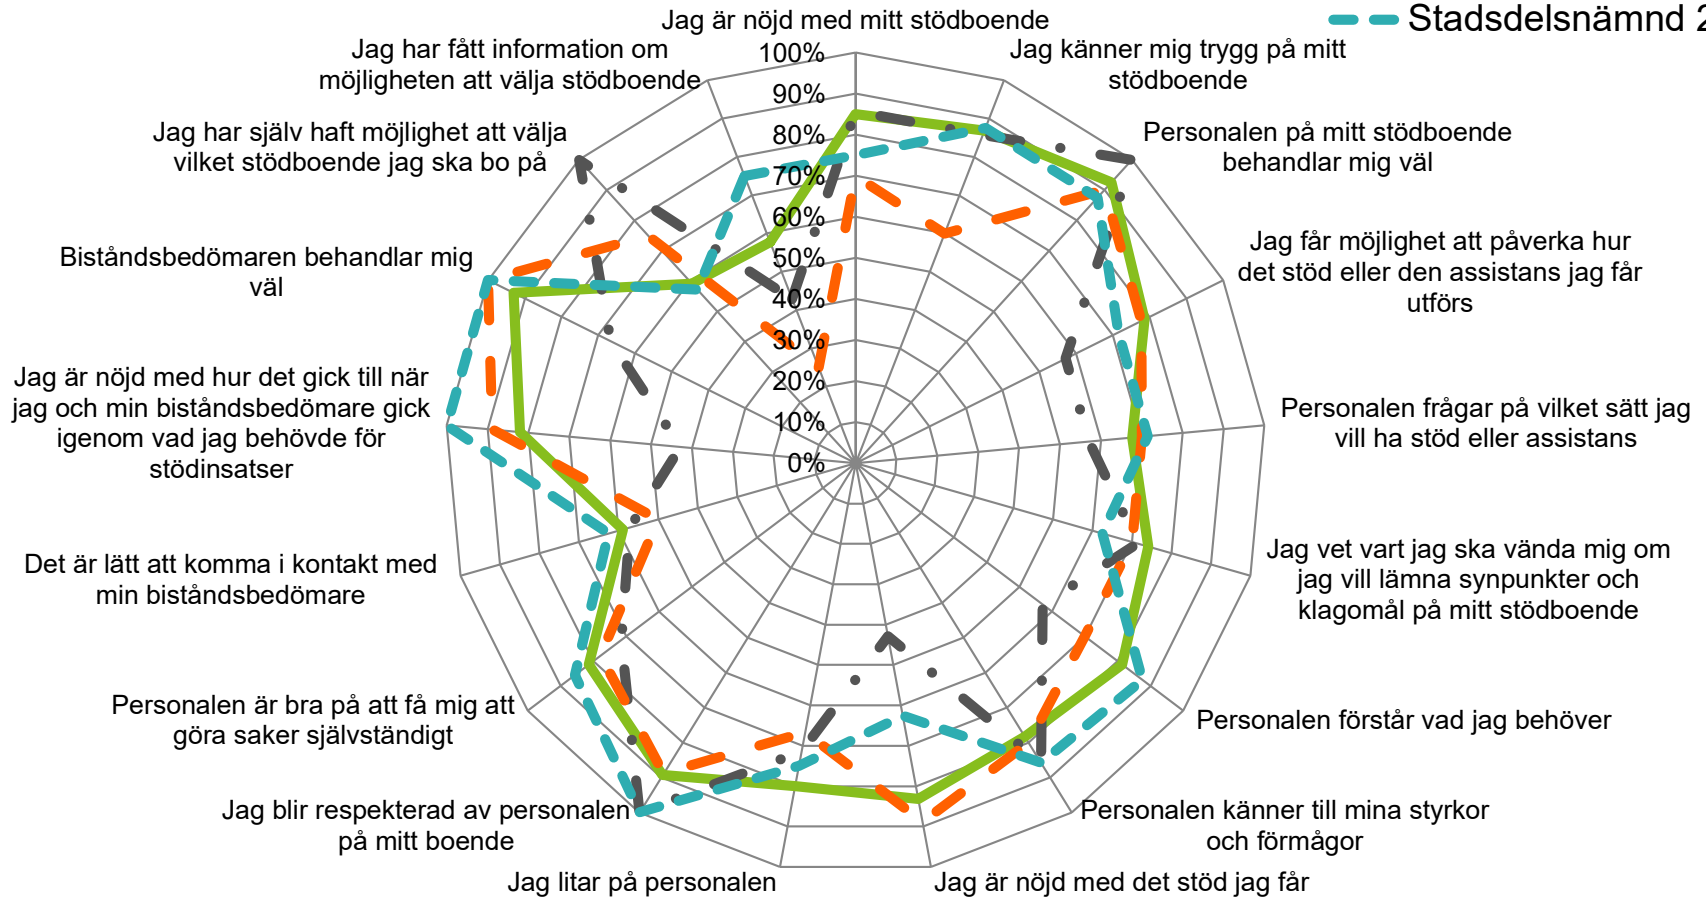 Stadsdelsnämnd 2
Jag är nöjd med mitt stödboende
Jag känner mig trygg på mitt
stödboende
Personalen på mitt stödboende
behandlar mig väl
Jag får möjlighet att påverka hur
det stöd eller den assistans jag får
utförs
Personalen frågar på vilket sätt jag
vill ha stöd eller assistans
Jag vet vart jag ska vända mig om
jag vill lämna synpunkter och
klagomål på mitt stödboende
Personalen förstår vad jag behöver
Personalen känner till mina styrkor
och förmågor
Jag är nöjd med det stöd jag får
Jag litar på personalen
Jag blir respekterad av personalen
på mitt boende
Personalen är bra på att få mig att
göra saker självständigt
Det är lätt att komma i kontakt med
min biståndsbedömare
Jag är nöjd med hur det gick till när
jag och min biståndsbedömare gick
igenom vad jag behövde för
stödinsatser
Biståndsbedömaren behandlar mig
väl
Jag har själv haft möjlighet att välja
vilket stödboende jag ska bo på
Jag har fått information om
möjligheten att välja stödboende
100%
90%
80%
70%
60%
50%
40%
30%
20%
10%
0%